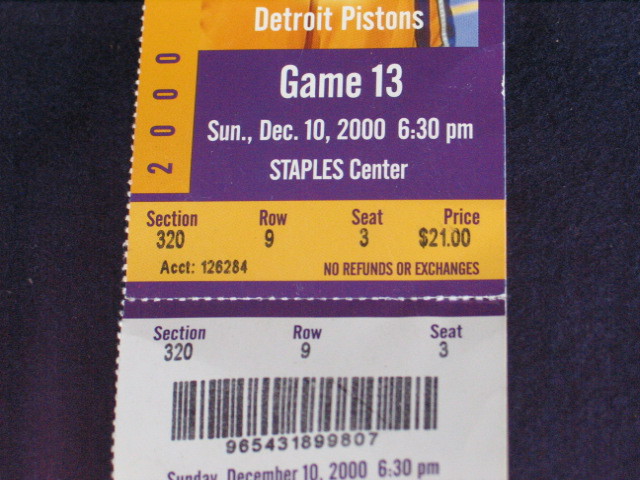 Detroit Pistons
Game 13
Sun., Dec. 10, 2000 6:30 pm
STAPLES Center
2000
Section Row Seat Price
320 9 3 $21.00
Acct: 126284 NO REFUNDS OR EXCHANGES
Section Row Seat
320 9 3
965431899807
Sunday, December 10, 2000 6:30 pm